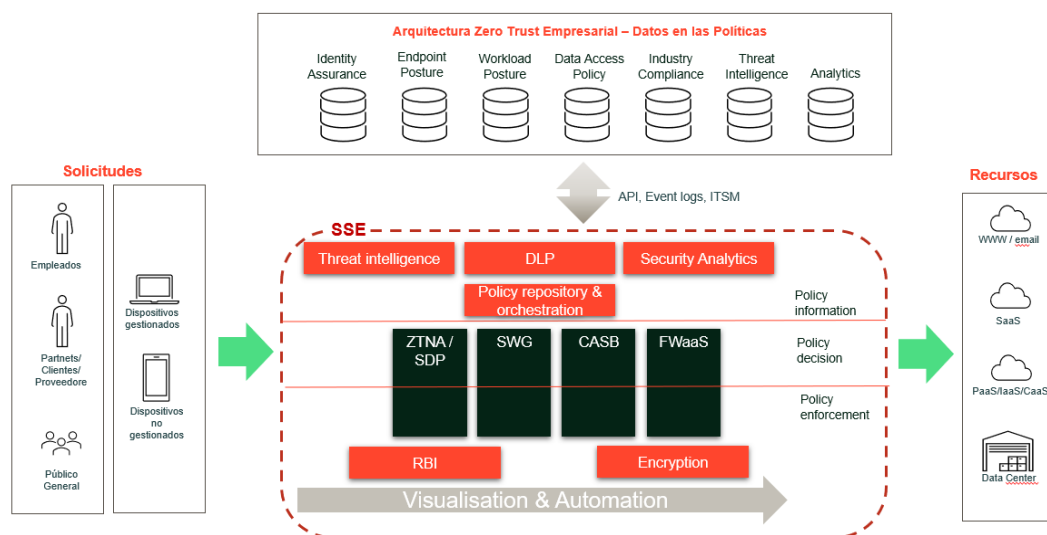 Arquitectura Zero Trust Empresarial – Datos en las Políticas
Identity
Assurance
Endpoint
Posture
Workload
Posture
Data Access
Policy
Industry
Compliance
Threat
Intelligence
Analytics
API, Event logs, ITSM
Solicitudes
Empleados
Partnets/
Clientes/
Proveedore
Público
General
Dispositivos
gestionados
Dispositivos
no
gestionados
SSE
Threat intelligence
DLP
Security Analytics
Policy repository &
orchestration
Policy
information
ZTNA /
SDP
SWG
CASB
FWaaS
Policy
decision
Policy
enforcement
RBI
Encryption
Visualisation & Automation
Recursos
WWW / email
SaaS
PaaS/IaaS/CaaS
Data Center